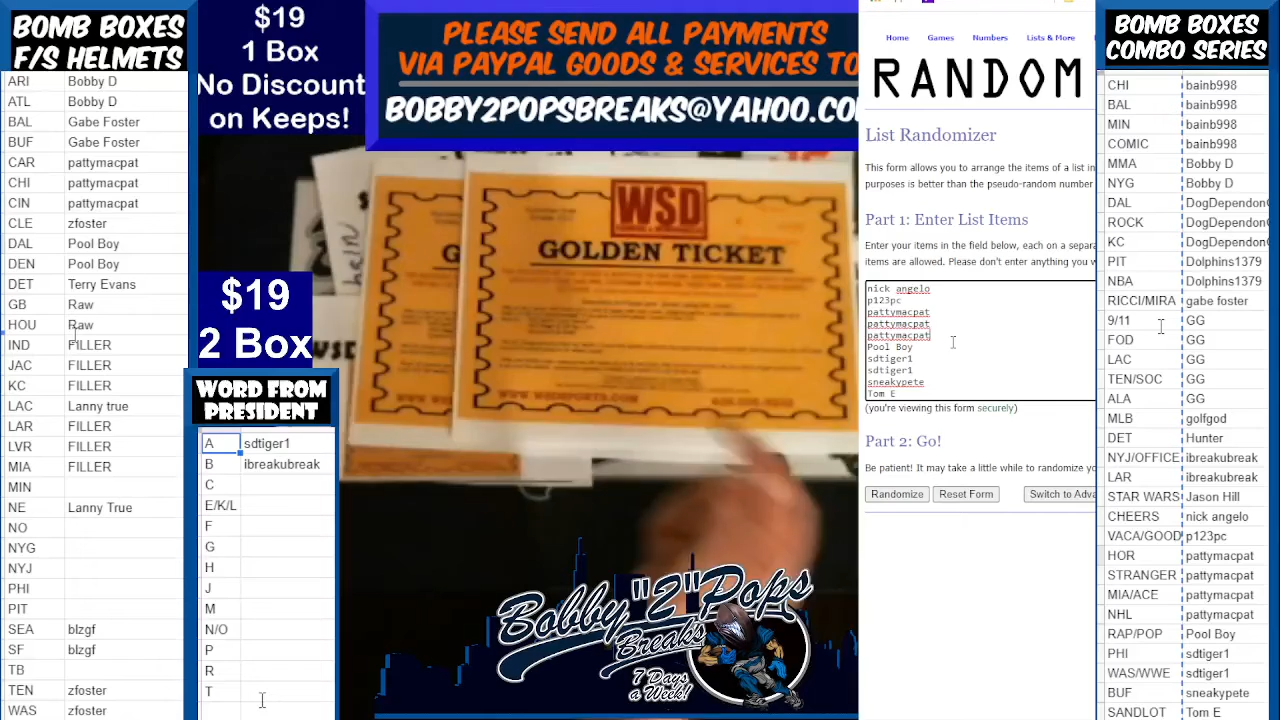 BOMB BOXES
F/S HELMETS
ARI Bobby D
ATL Bobby D
BAL Gabe Foster
BUF Gabe Foster
CAR pattymacpat
CHI pattymacpat
CIN pattymacpat
CLE zfoster
DAL Pool Boy
DEN Pool Boy
DET Terry Evans
GB Raw
HOU Raw
IND FILLER
JAC FILLER
KC FILLER
LAC Lanny true
LAR FILLER
LVR FILLER
MIA FILLER
MIN
NE Lanny True
NO
NYG
NYJ
PHI
PIT
SEA blzgf
SF blzgf
TB
TEN zfoster
WAS zfoster
$19
1 Box
No Discount
on Keeps!
$19
2 Box
WORD FROM
PRESIDENT
A sdtiger1
B ibreakubreak
C
E/K/L
F
G
H
J
M
N/O
P
R
T
PLEASE SEND ALL PAYMENTS
VIA PAYPAL GOODS & SERVICES TO
BOBBY2POPSBREAKS@YAHOO.CO
WSD
GOLDEN TICKET
Bobby "2" Pops
Breaks
7 Days
a Week!
Home Games Numbers Lists & More
RANDOM
List Randomizer
This form allows you to arrange the items of a list in
purposes is better than the pseudo-random number
Part 1: Enter List Items
Enter your items in the field below, each on a separa
items are allowed. Please don't enter anything you w
nick angelo
p123pc
pattymacpat
pattymacpat
pattymacpat
Pool Boy
sdtiger1
sdtiger1
sneakypete
Tom E
(you're viewing this form securely)
Part 2: Go!
Be patient! It may take a little while to randomize yo
Randomize Reset Form Switch to Adva
BOMB BOXES
COMBO SERIES
CHI bainb998
BAL bainb998
MIN bainb998
COMIC bainb998
MMA Bobby D
NYG Bobby D
DAL DogDependon
ROCK DogDependon
KC DogDependon
PIT Dolphins1379
NBA Dolphins1379
RICCI/MIRA gabe foster
9/11 GG
FOD GG
LAC GG
TEN/SOC GG
ALA GG
MLB golfgod
DET Hunter
NYJ/OFFICE ibreakubreak
LAR ibreakubreak
STAR WARS Jason Hill
CHEERS nick angelo
VACA/GOOD p123pc
HOR pattymacpat
STRANGER pattymacpat
MIA/ACE pattymacpat
NHL pattymacpat
RAP/POP Pool Boy
PHI sdtiger1
WAS/WWE sdtiger1
BUF sneakypete
SANDLOT Tom E